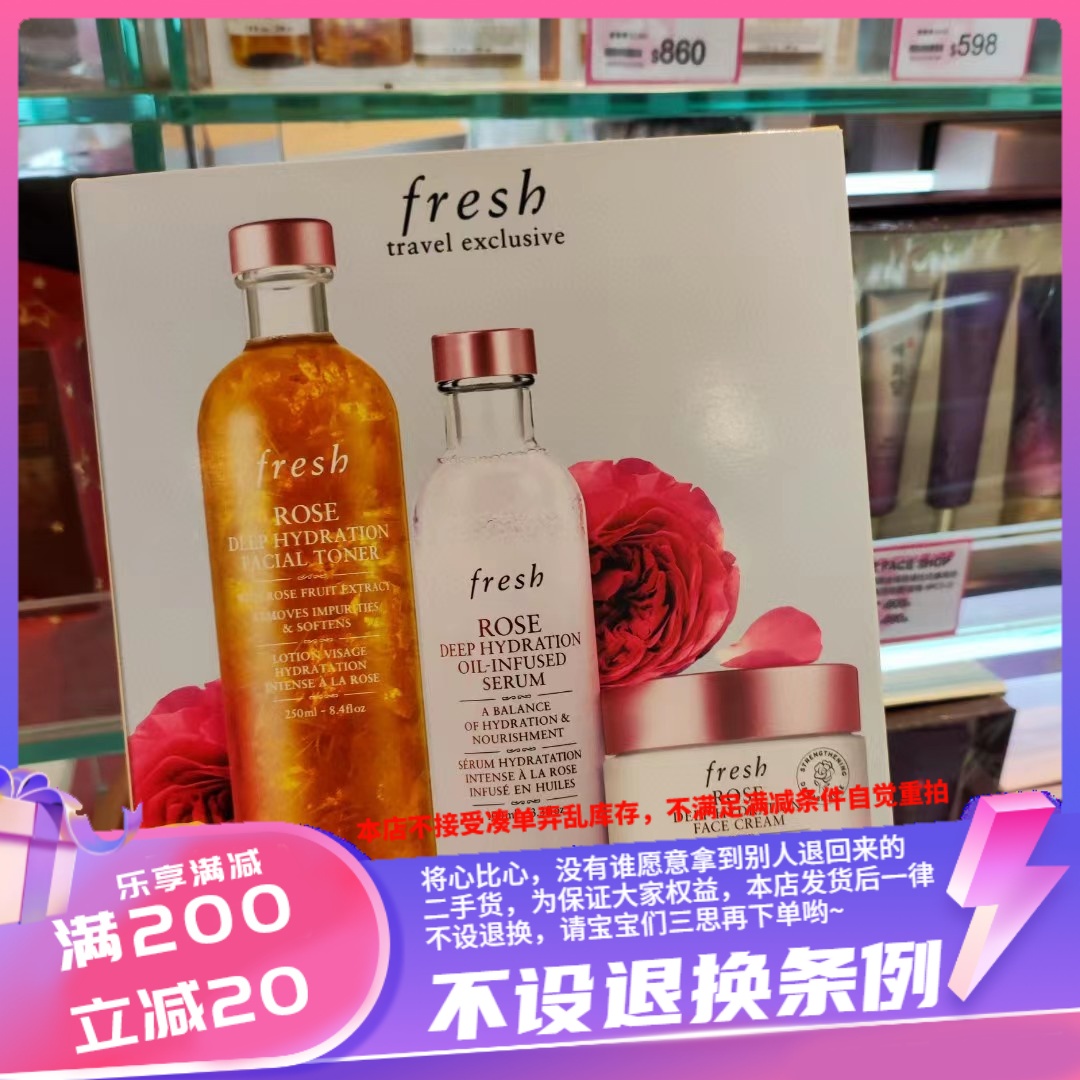 $860
$598
fresh
travel exclusive
fresh
ROSE
DEEP HYDRATION
FACIAL TONER
ROSE FRUIT EXTRACT
REMOVES IMPURITIES
& SOFTENS
LOTION VISAGE
HYDRATATION
INTENSE À LA ROSE
250ml - 8.4floz
fresh
ROSE
DEEP HYDRATION
OIL-INFUSED
SERUM
A BALANCE
OF HYDRATION &
NOURISHMENT
SÉRUM HYDRATATION
INTENSE À LA ROSE
INFUSÉ EN HUILES
FACE SHOP
fresh
ROSE
FACE CREAM
STRENGTHENING
本店不接受凑单弄乱库存，不满足满减条件自觉重拍
乐享满减
满200
立减20
将心比心，没有谁愿意拿到别人退回来的
二手货，为保证大家权益，本店发货后一律
不设退换，请宝宝们三思再下单哟~
不设退换条例